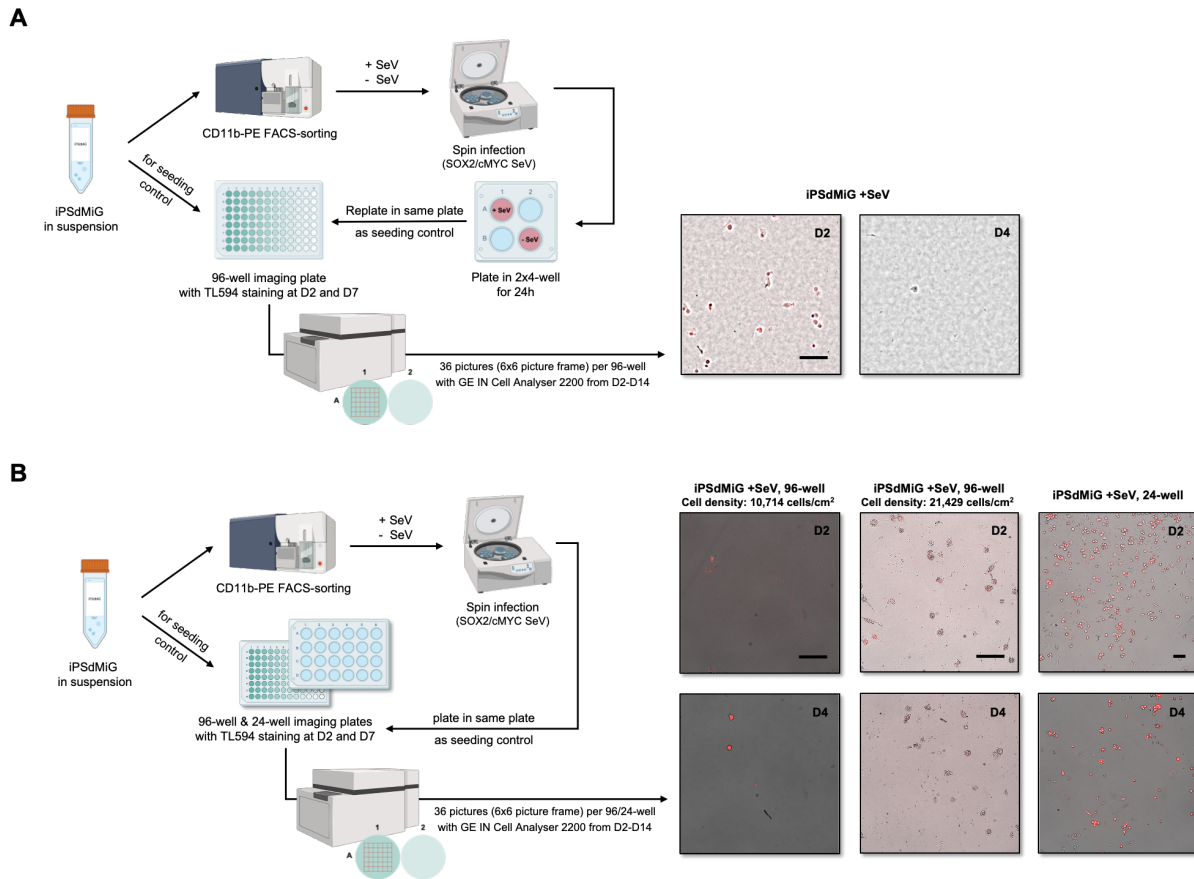 A
+ SeV
- SeV
CD11b-PE FACS-sorting
Spin infection
(SOX2/cMYC SeV)
iPSdMiG
in suspension
for seeding
control
Replate in same plate
as seeding control
1
2
A
B
+ SeV
- SeV
96-well imaging plate
with TL594 staining at D2 and D7
Plate in 2x4-well
for 24h
1
2
A
36 pictures (6x6 picture frame) per 96-well
with GE IN Cell Analyser 2200 from D2-D14
iPSdMiG +SeV
D2
D4
B
+ SeV
- SeV
CD11b-PE FACS-sorting
Spin infection
(SOX2/cMYC SeV)
iPSdMiG
in suspension
for seeding
control
96-well & 24-well imaging plates
with TL594 staining at D2 and D7
plate in same plate
as seeding control
1
2
A
36 pictures (6x6 picture frame) per 96/24-well
with GE IN Cell Analyser 2200 from D2-D14
iPSdMiG +SeV, 96-well
Cell density: 10,714 cells/cm²
iPSdMiG +SeV, 96-well
Cell density: 21,429 cells/cm²
iPSdMiG +SeV, 24-well
D2
D2
D2
D4
D4
D4